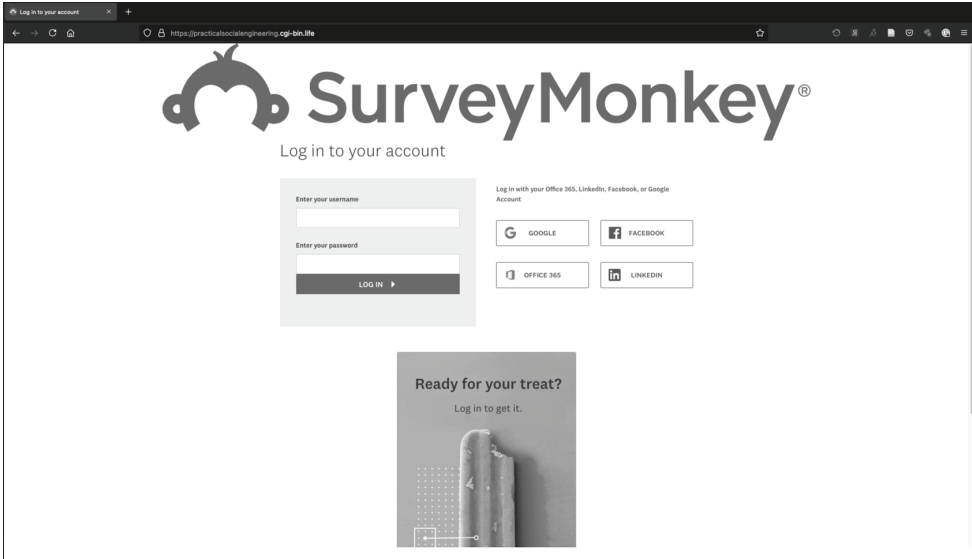 Log in to your account
https://practicalsocialengineering.cgi-bin.life
SurveyMonkey®
Log in to your account
Enter your username
Enter your password
LOG IN
Log in with your Office 365, LinkedIn, Facebook, or Google
Account
GOOGLE
FACEBOOK
OFFICE 365
LINKEDIN
Ready for your treat?
Log in to get it.